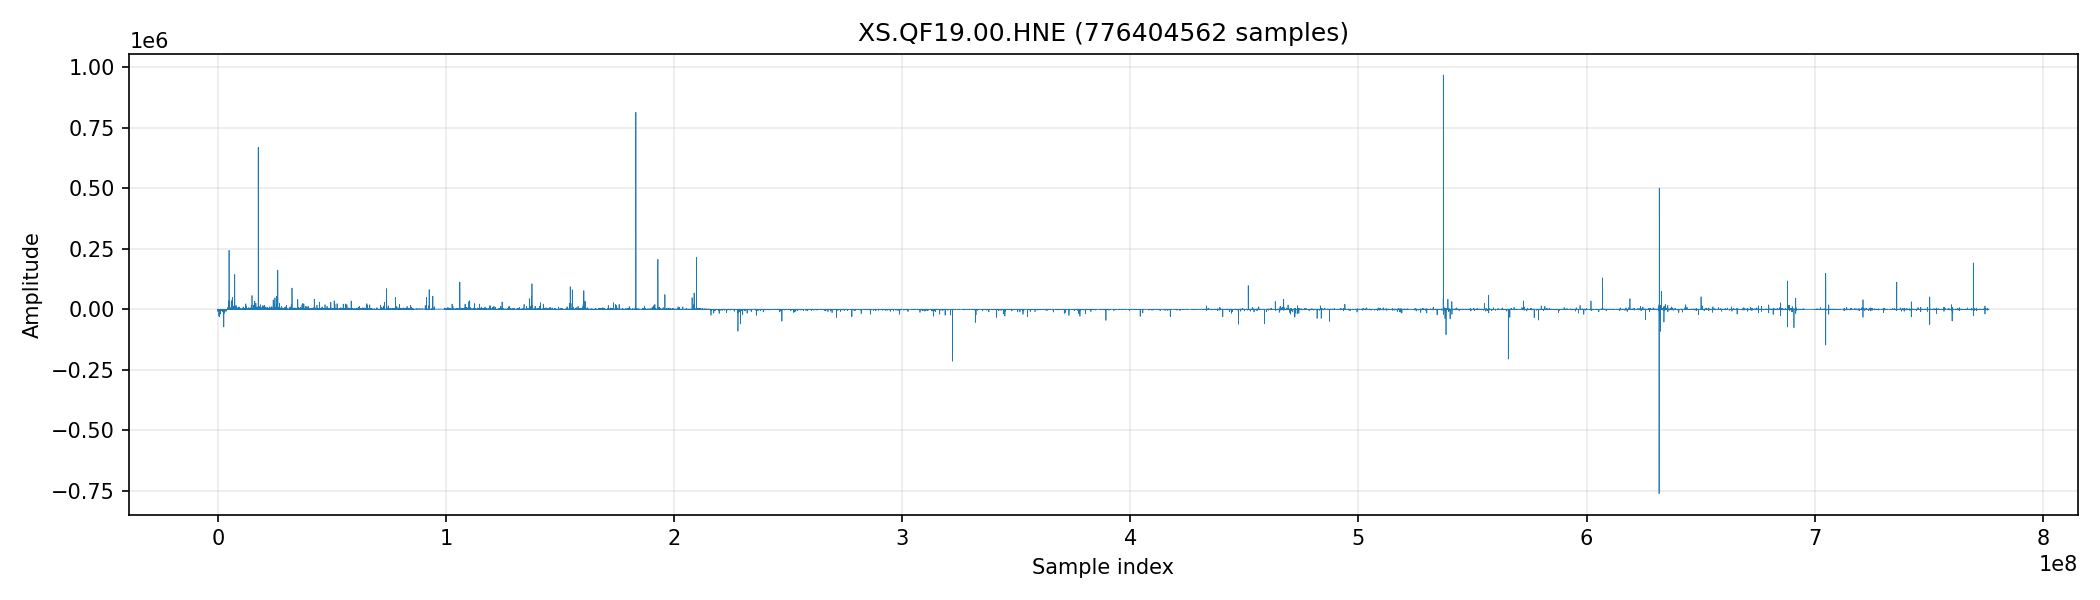 XS.QF19.00.HNE (776404562 samples)
1e6
1.00
0.75
0.50
0.25
0.00
−0.25
−0.50
−0.75
Amplitude
0 1 2 3 4 5 6 7 8
1e8
Sample index